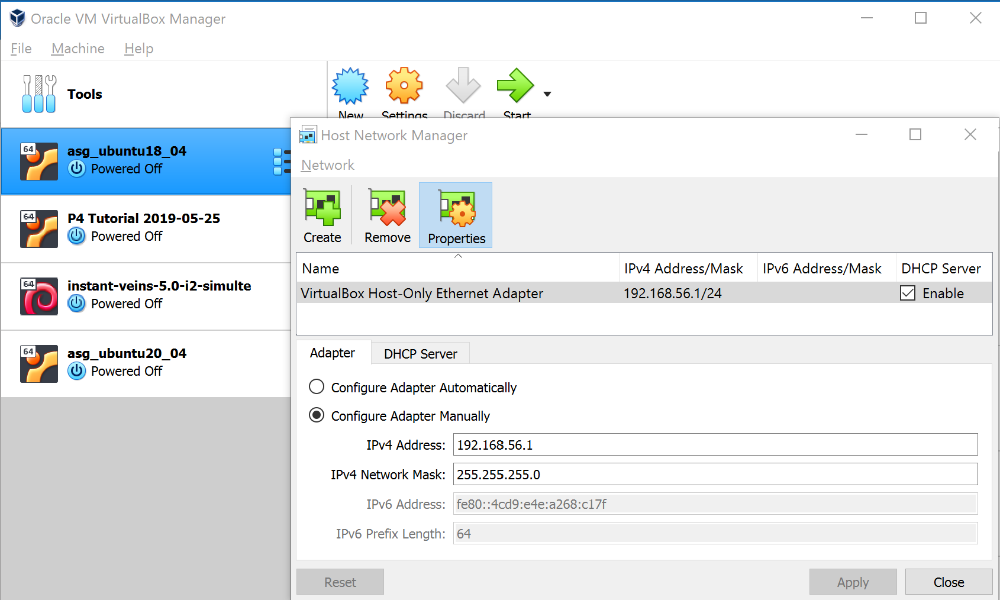 Oracle VM VirtualBox Manager
File Machine Help
Tools
New Settings Discard Start
64
asg_ubuntu18_04
Powered Off
64
P4 Tutorial 2019-05-25
Powered Off
64
instant-veins-5.0-i2-simulte
Powered Off
64
asg_ubuntu20_04
Powered Off
Host Network Manager
Network
Create Remove Properties
Name IPv4 Address/Mask IPv6 Address/Mask DHCP Server
VirtualBox Host-Only Ethernet Adapter 192.168.56.1/24 Enable
Adapter DHCP Server
Configure Adapter Automatically
Configure Adapter Manually
IPv4 Address: 192.168.56.1
IPv4 Network Mask: 255.255.255.0
IPv6 Address: fe80::4cd9:e4e:a268:c17f
IPv6 Prefix Length: 64
Reset Apply Close